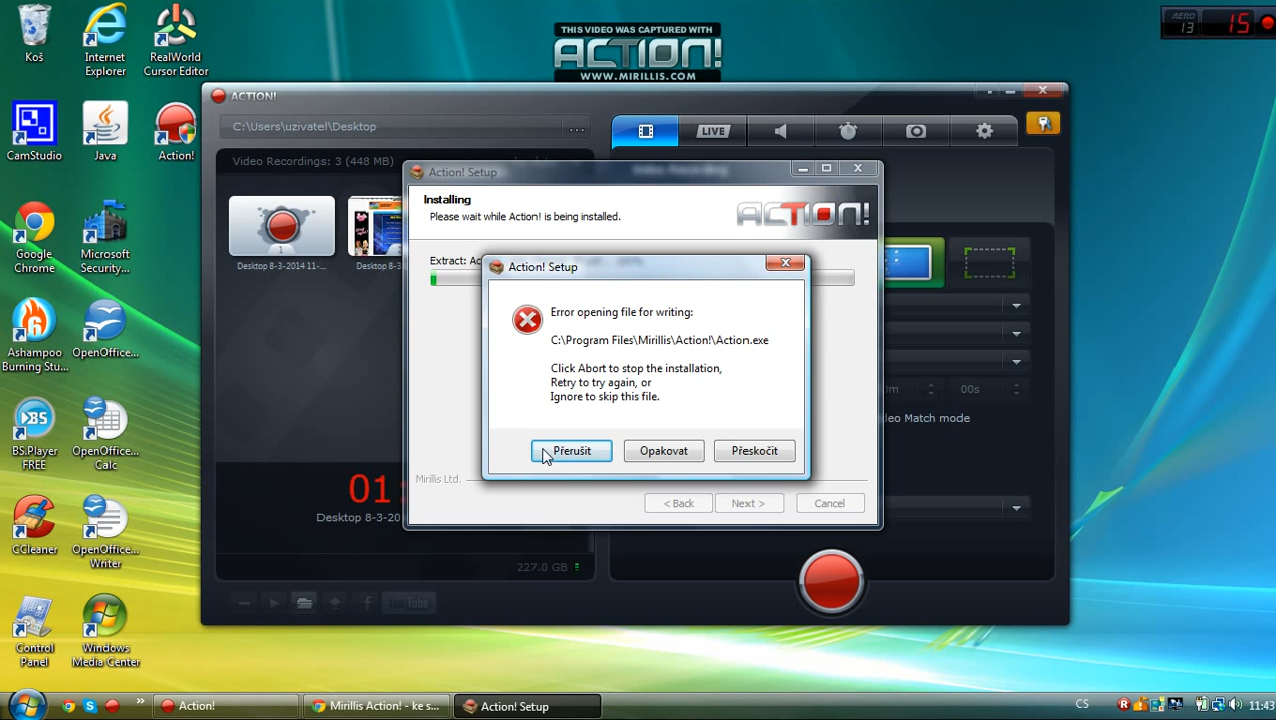 Koš
Internet
Explorer
RealWorld
Cursor Editor
THIS VIDEO WAS CAPTURED WITH
ACTION!
WWW.MIRILLIS.COM
AERO
13
15
CamStudio
Java
Action!
Google
Chrome
Microsoft
Security...
Ashampoo
Burning Stu...
OpenOffice...
BS.Player
FREE
OpenOffice...
Calc
CCleaner
OpenOffice...
Writer
Control
Panel
Windows
Media Center
ACTION!
C:\Users\uzivatel\Desktop
...
LIVE
Video Recordings: 3 (448 MB)
Desktop 8-3-2014 11-...
Desktop 8-3
01
Desktop 8-3-20
227.0 GB
YouTube
00s
Match mode
Action! Setup
Installing
Please wait while Action! is being installed.
ACTION!
Extract:
Mirillis Ltd.
< Back
Next >
Cancel
Action! Setup
Error opening file for writing:
C:\Program Files\Mirillis\Action!\Action.exe
Click Abort to stop the installation,
Retry to try again, or
Ignore to skip this file.
Přerušit
Opakovat
Přeskočit
Action!
Mirillis Action! - ke s...
Action! Setup
CS
11:43